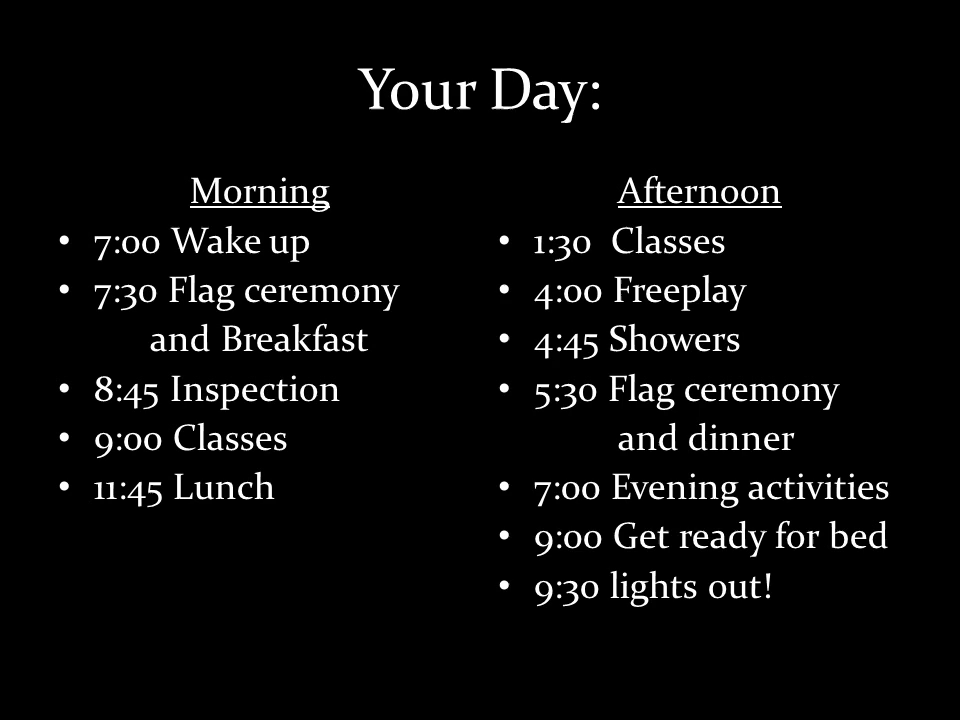 Your Day:
Morning
• 7:00 Wake up
• 7:30 Flag ceremony
and Breakfast
• 8:45 Inspection
• 9:00 Classes
• 11:45 Lunch
Afternoon
• 1:30 Classes
• 4:00 Freeplay
• 4:45 Showers
• 5:30 Flag ceremony
and dinner
• 7:00 Evening activities
• 9:00 Get ready for bed
• 9:30 lights out!